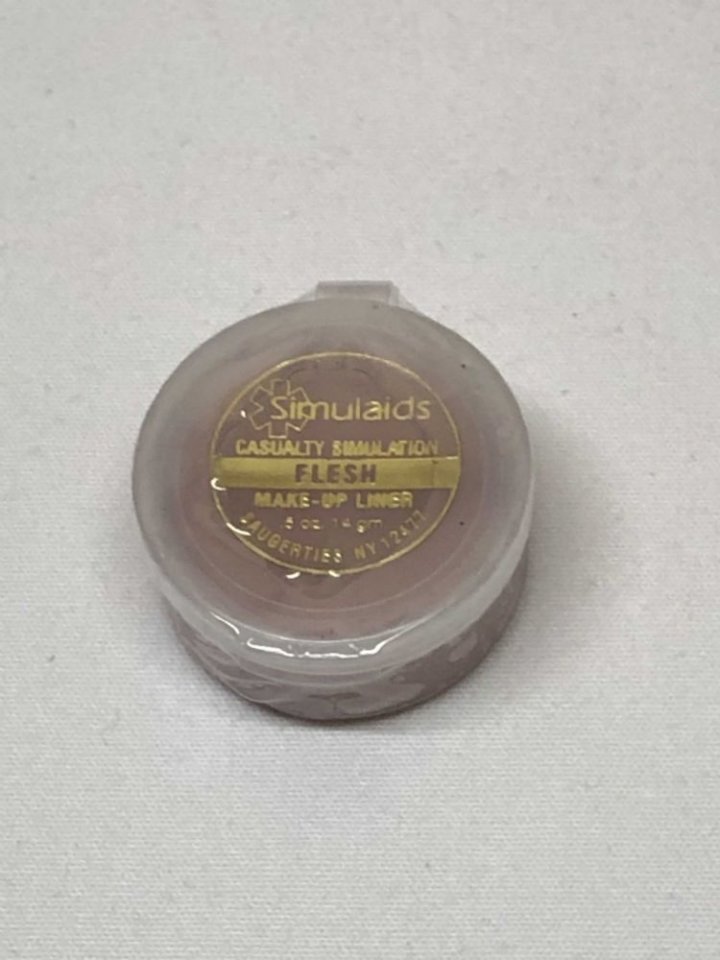 Simulaids
CASUALTY SIMULATION
FLESH
MAKE-UP LINER
.5 oz. 14 gm
SAUGERTIES NY 12477